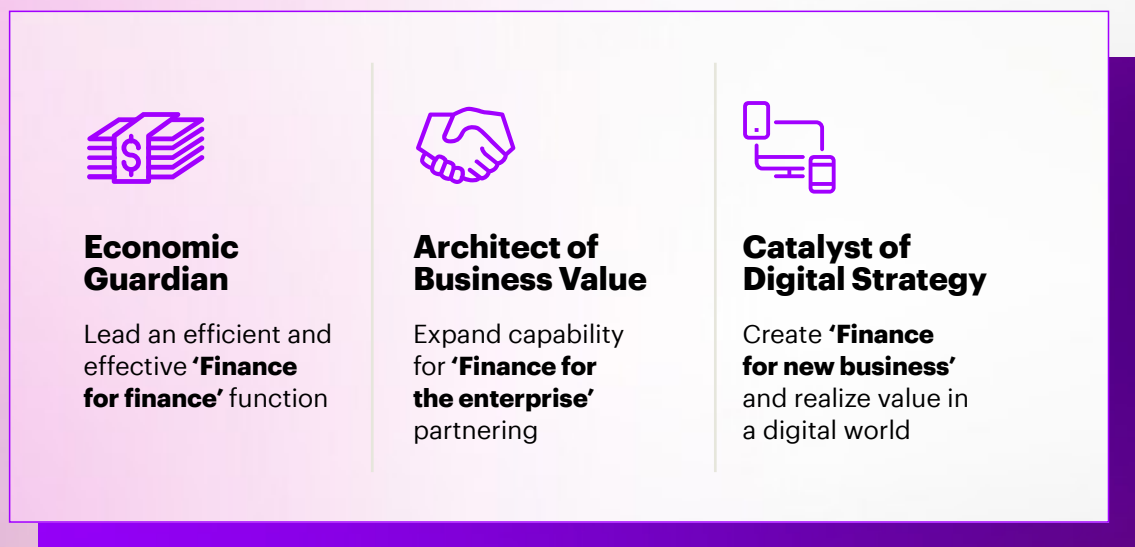 $
Economic
Guardian
Lead an efficient and
effective ‘Finance
for finance’ function
Architect of
Business Value
Expand capability
for ‘Finance for
the enterprise’
partnering
Catalyst of
Digital Strategy
Create ‘Finance
for new business’
and realize value in
a digital world